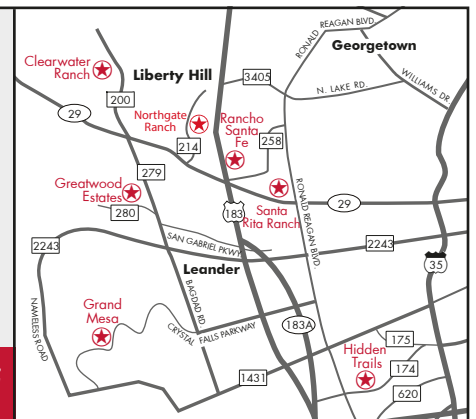 RONALD REAGAN BLVD.
Georgetown
Clearwater
Ranch
Liberty Hill
3405
N. LAKE RD.
WILLIAMS DR.
200
29
Northgate
Ranch
Rancho
Santa
Fe
214
258
279
Greatwood
Estates
280
183
Santa
Rita Ranch
RONALD REAGAN BLVD.
29
2243
SAN GABRIEL PKWY
2243
35
Leander
NAMELESS ROAD
BAGDAD RD.
Grand
Mesa
CRYSTAL FALLS PARKWAY
183A
175
Hidden
Trails
174
1431
620